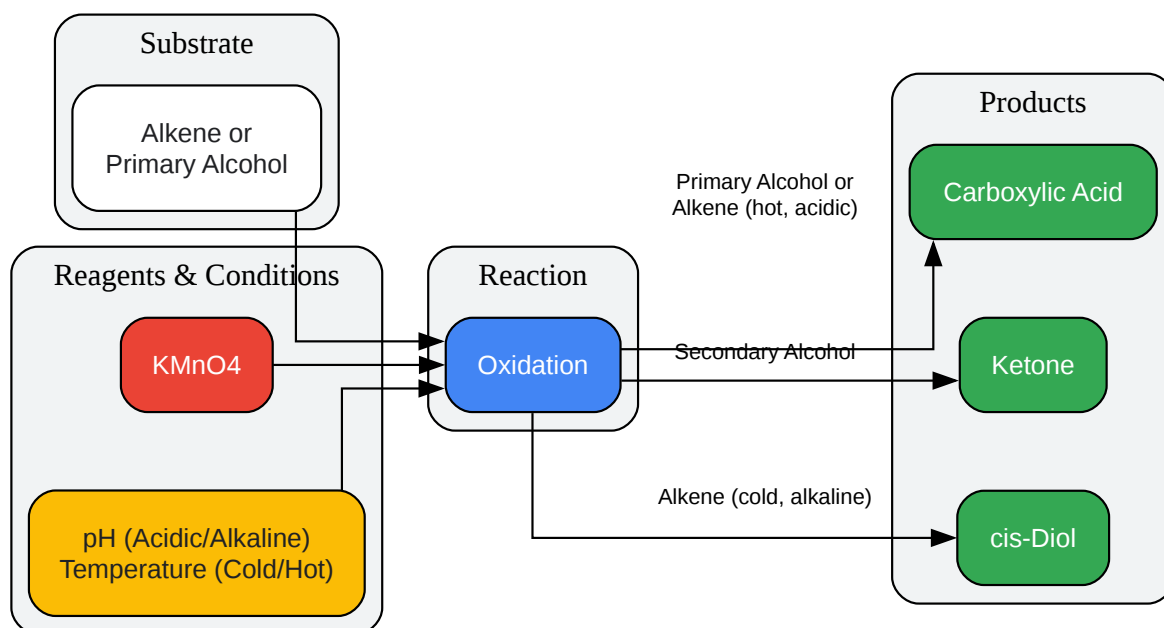 Substrate
Alkene or
Primary Alcohol
Reagents & Conditions
KMnO4
pH (Acidic/Alkaline)
Temperature (Cold/Hot)
Reaction
Oxidation
Primary Alcohol or
Alkene (hot, acidic)
Secondary Alcohol
Alkene (cold, alkaline)
Products
Carboxylic Acid
Ketone
cis-Diol